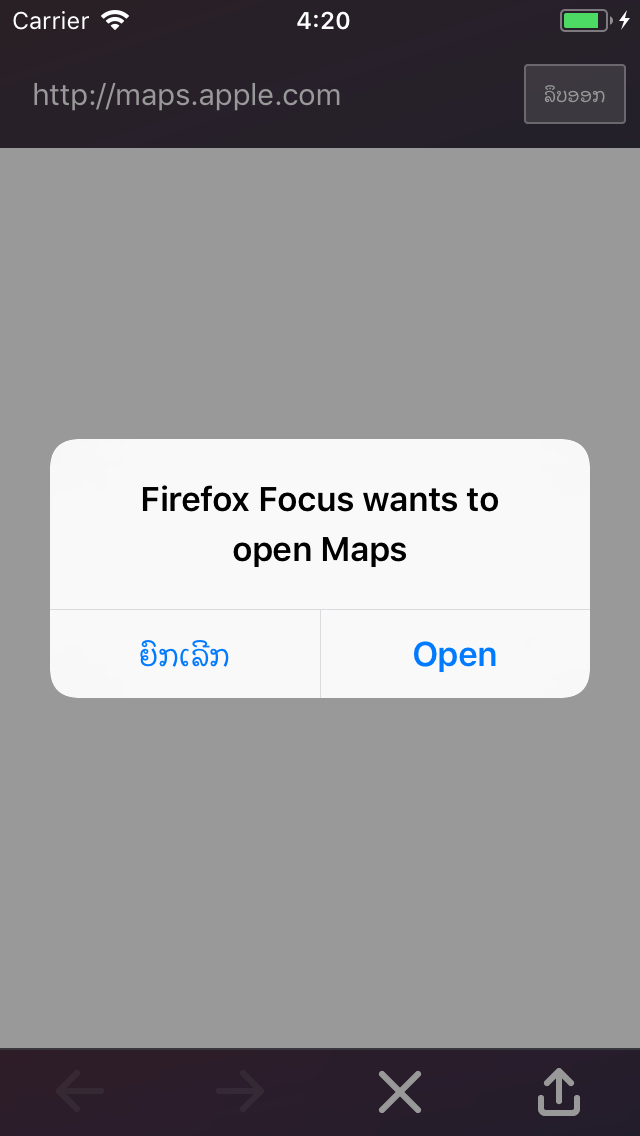 Carrier 4:20
http://maps.apple.com ລຶບອອກ
Firefox Focus wants to
open Maps
ຍົກເລີກ Open